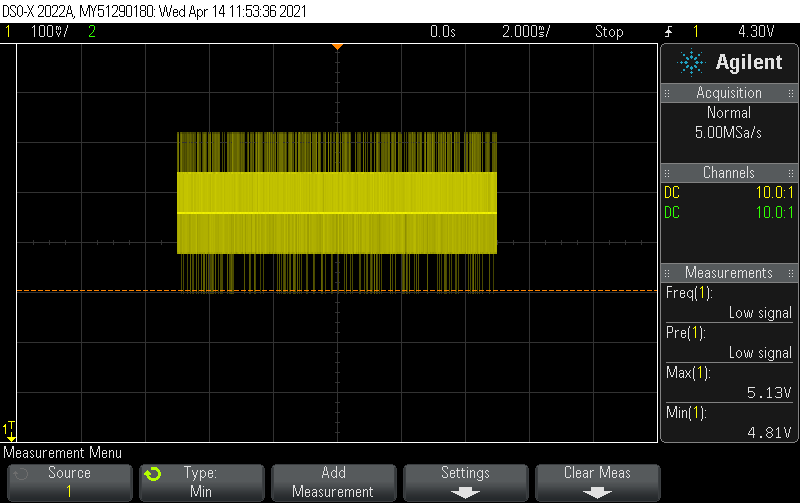 DSO-X 2022A, MY51290180: Wed Apr 14 11:53:36 2021
1 100%/ 2 0.0s 2.000%/ Stop 1 4.30V
Agilent
Acquisition
Normal
5.00MSa/s
Channels
DC 10.0:1
DC 10.0:1
Measurements
Freq(1):
Low signal
Pre(1):
Low signal
Max(1):
5.13V
Min(1):
4.81V
1 T
Measurement Menu
Source
1
Type:
Min
Add
Measurement
Settings
Clear Meas